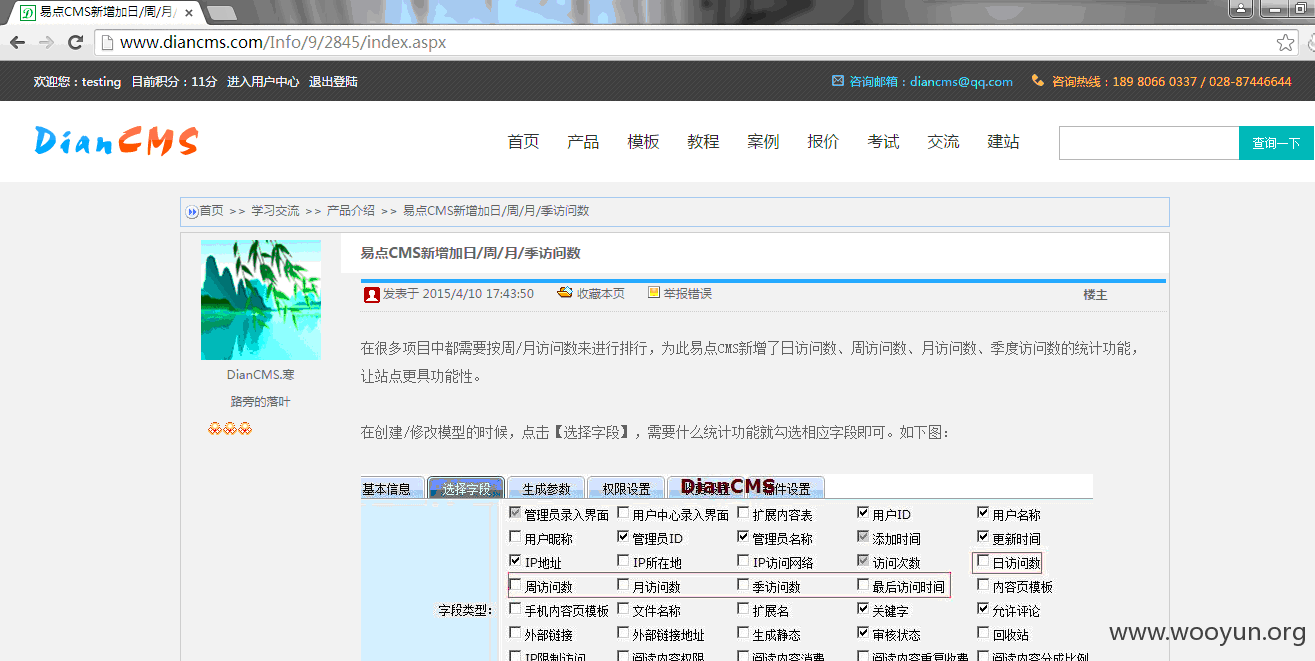 易点CMS新增加日/周/月/
www.diancms.com/Info/9/2845/index.aspx
欢迎您：testing 目前积分：11分 进入用户中心 退出登陆
咨询邮箱：diancms@qq.com 咨询热线：189 8066 0337 / 028-87446644
DianCMS
首页 产品 模板 教程 案例 报价 考试 交流 建站 查询一下
首页 >> 学习交流 >> 产品介绍 >> 易点CMS新增加日/周/月/季访问数
易点CMS新增加日/周/月/季访问数
发表于 2015/4/10 17:43:50 收藏本页 举报错误 楼主
在很多项目中都需要按周/月访问数来进行排行，为此易点CMS新增了日访问数、周访问数、月访问数、季度访问数的统计功能，
让站点更具功能性。
DianCMS.寒
路旁的落叶
在创建/修改模型的时候，点击【选择字段】，需要什么统计功能就勾选相应字段即可。如下图：
基本信息 选择字段 生成参数 权限设置 DianCMS 件设置
管理员录入界面 用户中心录入界面 扩展内容表 用户ID 用户名称
用户昵称 管理员ID 管理员名称 添加时间 更新时间
IP地址 IP所在地 IP访问网络 访问次数 日访问数
周访问数 月访问数 季访问数 最后访问时间 内容页模板
字段类型： 手机内容页模板 文件名称 扩展名 关键字 允许评论
外部链接 外部链接地址 生成静态 审核状态 回收站
IP限制访问 阅读内容权限 阅读内容消费 阅读内容重复收费 阅读内容分成比例
www.wooyun.org